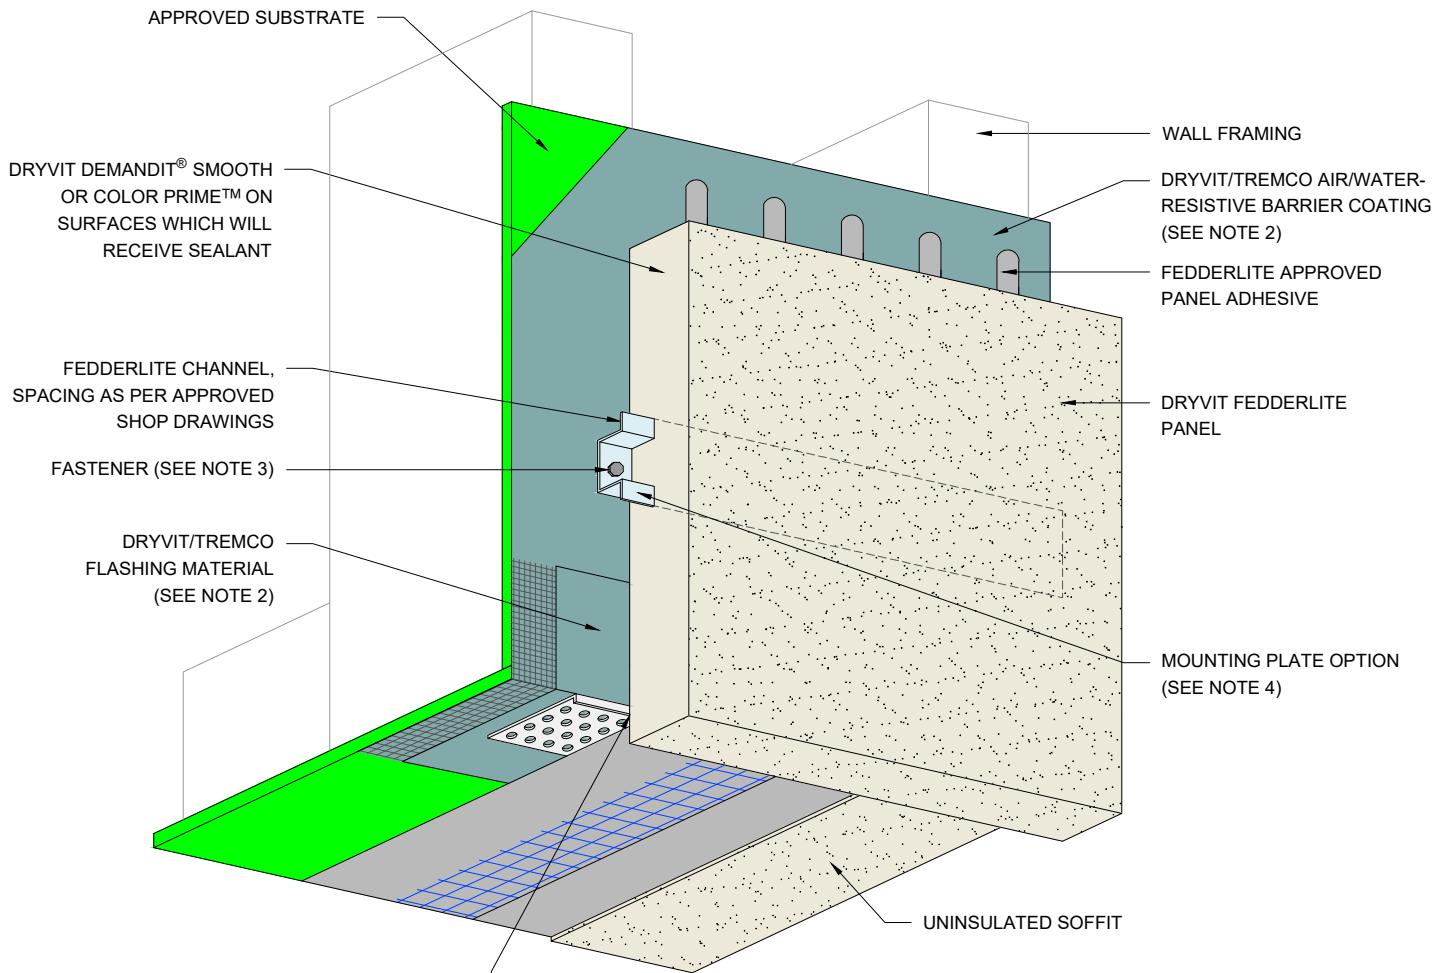 APPROVED SUBSTRATE
DRYVIT DEMANDIT® SMOOTH
OR COLOR PRIME™ ON
SURFACES WHICH WILL
RECEIVE SEALANT
FEDDERLITE CHANNEL,
SPACING AS PER APPROVED
SHOP DRAWINGS
FASTENER (SEE NOTE 3)
DRYVIT/TREMCO
FLASHING MATERIAL
(SEE NOTE 2)
WALL FRAMING
DRYVIT/TREMCO AIR/WATER-
RESISTIVE BARRIER COATING
(SEE NOTE 2)
FEDDERLITE APPROVED
PANEL ADHESIVE
DRYVIT FEDDERLITE
PANEL
MOUNTING PLATE OPTION
(SEE NOTE 4)
UNINSULATED SOFFIT